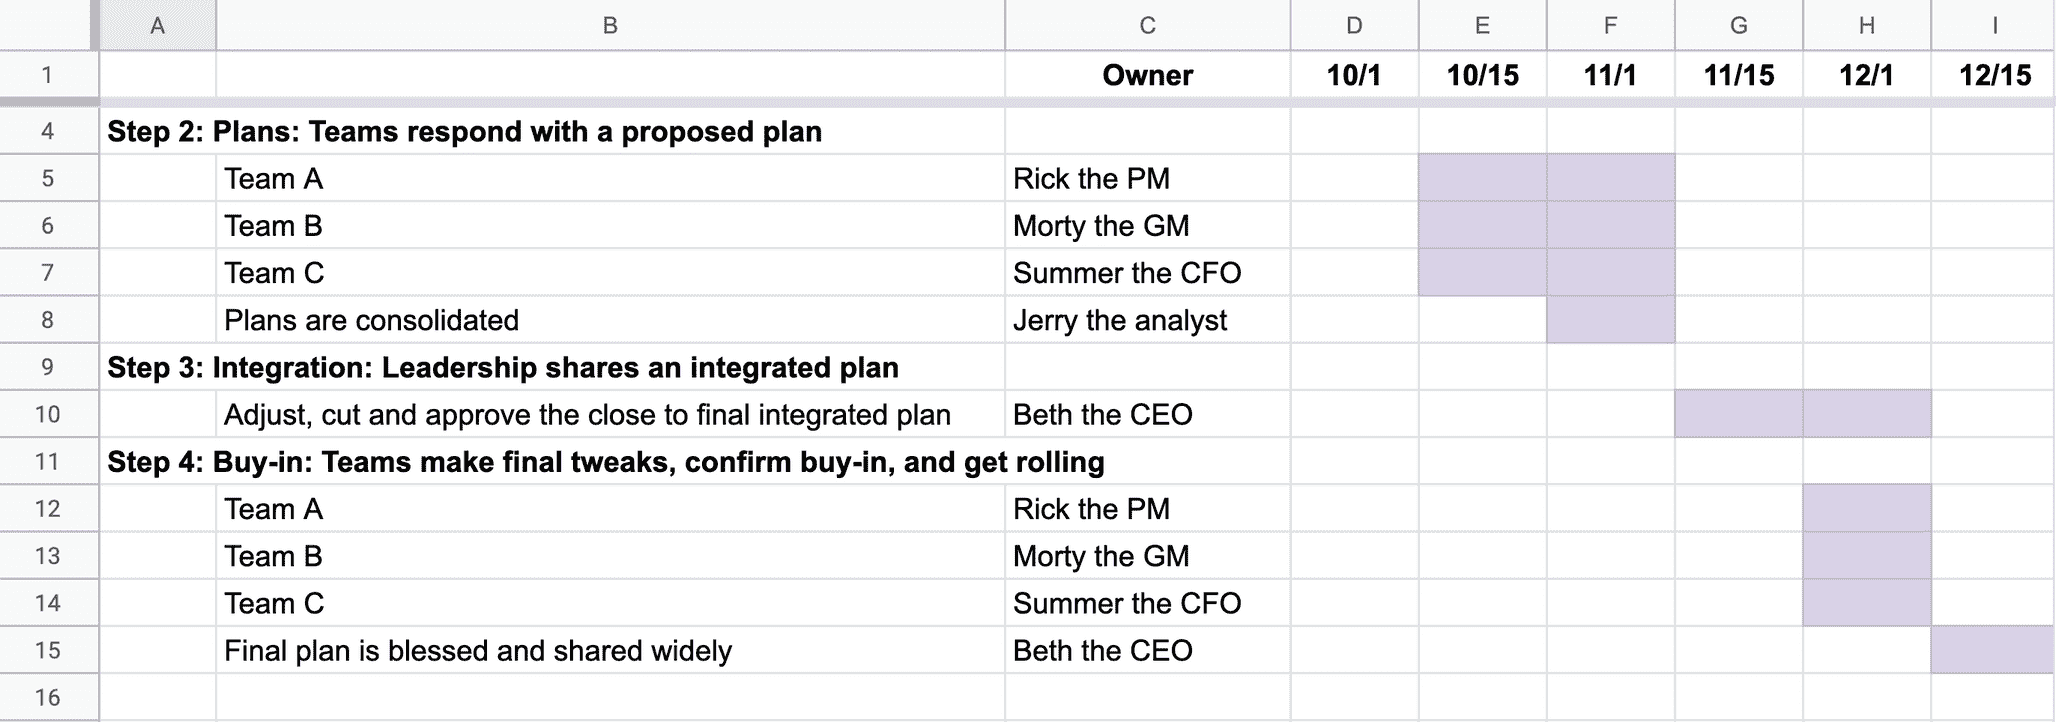 A B C D E F G H I
1 Owner 10/1 10/15 11/1 11/15 12/1 12/15
4 Step 2: Plans: Teams respond with a proposed plan
5 Team A Rick the PM
6 Team B Morty the GM
7 Team C Summer the CFO
8 Plans are consolidated Jerry the analyst
9 Step 3: Integration: Leadership shares an integrated plan
10 Adjust, cut and approve the close to final integrated plan Beth the CEO
11 Step 4: Buy-in: Teams make final tweaks, confirm buy-in, and get rolling
12 Team A Rick the PM
13 Team B Morty the GM
14 Team C Summer the CFO
15 Final plan is blessed and shared widely Beth the CEO
16